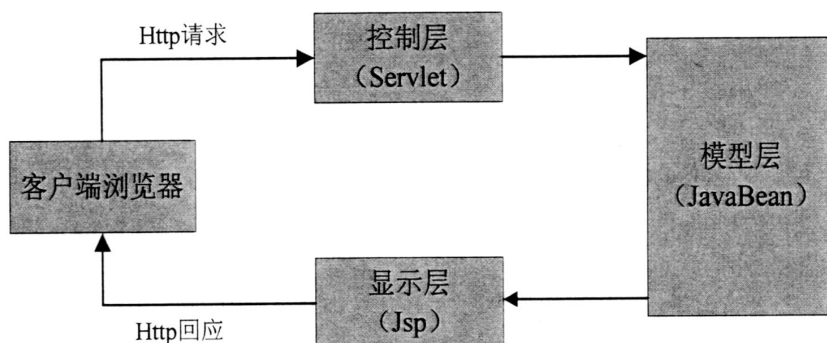 Http请求
控制层
（Servlet）
客户端浏览器
模型层
（JavaBean）
显示层
（Jsp）
Http回应